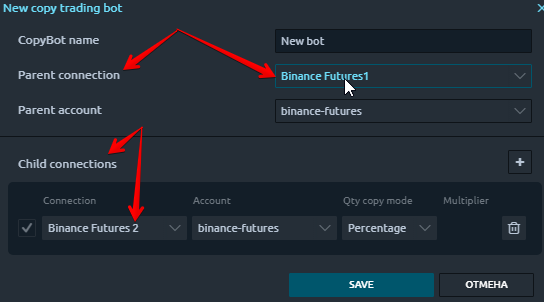 New copy trading bot
CopyBot name New bot
Parent connection Binance Futures1
Parent account binance-futures
Child connections +
Connection Account Qty copy mode Multiplier
Binance Futures 2 binance-futures Percentage
SAVE ОТМЕНА